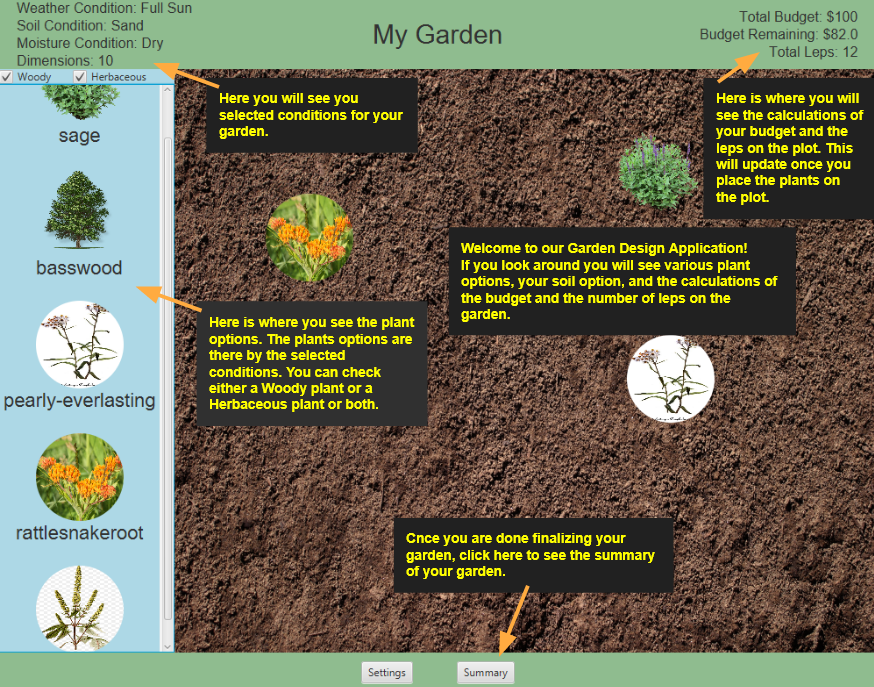 Weather Condition: Full Sun
Soil Condition: Sand
Moisture Condition: Dry
Dimensions: 10
My Garden
Total Budget: $100
Budget Remaining: $82.0
Total Leps: 12
Woody
Herbaceous
sage
basswood
pearly-everlasting
rattlesnakeroot
Here you will see you
selected conditions for your
garden.
Here is where you will
see the calculations of
your budget and the
leps on the plot. This
will update once you
place the plants on
the plot.
Welcome to our Garden Design Application!
If you look around you will see various plant
options, your soil option, and the calculations of
the budget and the number of leps on the
garden.
Here is where you see the plant
options. The plants options are
there by the selected
conditions. You can check
either a Woody plant or a
Herbaceous plant or both.
Cnce you are done finalizing your
garden, click here to see the summary
of your garden.
Settings
Summary